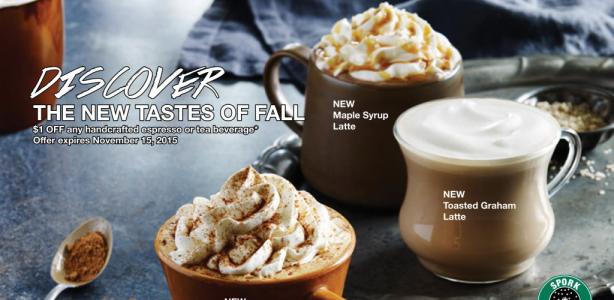 DISCOVER
THE NEW TASTES OF FALL
$1 OFF any handcrafted espresso or tea beverage*
Offer expires November 15, 2015
NEW
Maple Syrup
Latte
NEW
Toasted Graham
Latte
NEW
SPORK